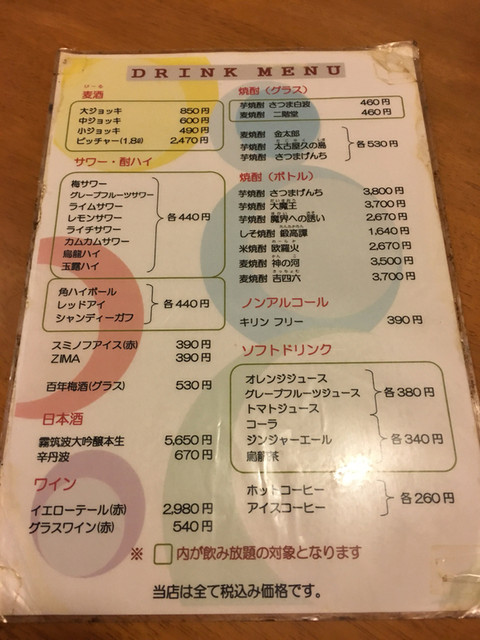 DRINK MENU
ビール
麦酒
大ジョッキ 850円
中ジョッキ 600円
小ジョッキ 490円
ピッチャー(1.8ℓ) 2,470円
サワー・酎ハイ
梅サワー
グレープフルーツサワー
ライムサワー
レモンサワー
ライチサワー
カムカムサワー
烏龍ハイ
玉露ハイ
各440円
角ハイボール
レッドアイ
シャンディーガフ
各440円
スミノフアイス(赤) 390円
ZIMA 390円
百年梅酒(グラス) 530円
日本酒
霧筑波大吟醸本生 5,650円
辛丹波 670円
ワイン
イエローテール(赤) 2,980円
グラスワイン(赤) 540円
焼酎(グラス)
芋焼酎 さつま白波 460円
麦焼酎 二階堂 460円
麦焼酎 金太郎
芋焼酎 太古屋久の島
芋焼酎 さつまげんち
各530円
焼酎(ボトル)
芋焼酎 さつまげんち 3,800円
芋焼酎 大魔王 3,700円
麦焼酎 魔界への誘い 2,670円
しそ焼酎 鍛高譚 1,640円
米焼酎 欧羅火 2,670円
麦焼酎 神の河 3,500円
麦焼酎 吉四六 3,700円
ノンアルコール
キリン フリー 390円
ソフトドリンク
オレンジジュース
グレープフルーツジュース
トマトジュース
各380円
コーラ
ジンジャーエール
烏龍茶
各340円
ホットコーヒー
アイスコーヒー
各260円
※ 内が飲み放題の対象となります
当店は全て税込み価格です。